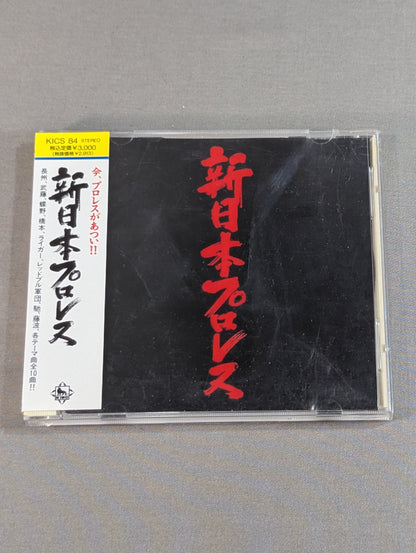 KICS 84 STEREO
税込定価¥3,000
(税抜価格¥2,913)
今、プロレスがあつい!!
新日本プロレス
長州、武藤、蝶野、橋本、ライガー、レッドブル軍団、馳、藤波、各テーマ曲全10曲!!
新日本プロレス